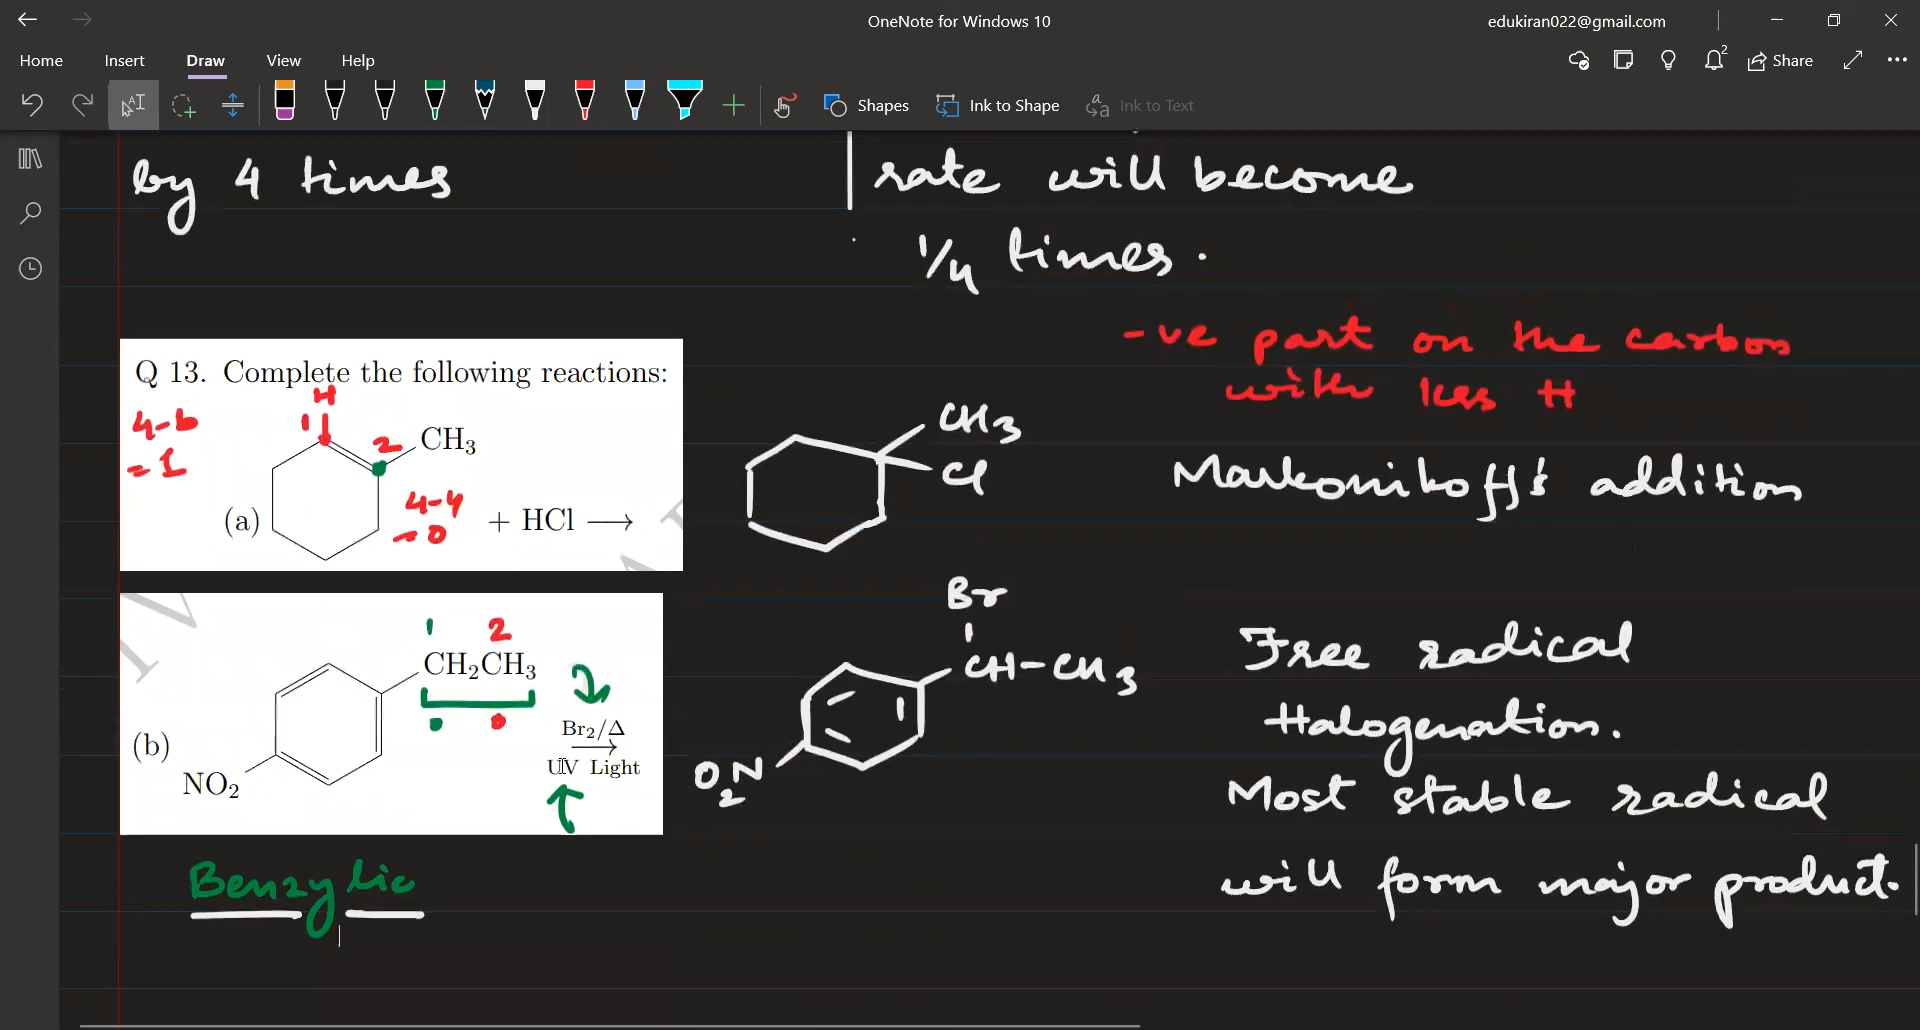 OneNote for Windows 10
edukiran022@gmail.com
Home Insert Draw View Help
2
Share
Shapes
Ink to Shape
Ink to Text
by 4 times
rate will become
1/4 times.
Q 13. Complete the following reactions:
4-3
= 1
H
1
2
CH3
4-4
= 0
(a)
+ HCl ⟶
CH3
Cl
-ve part on the carbon
with less H
Markonikoff's addition
1 2
CH2CH3
Br2/Δ
UV Light
(b)
NO2
Br
CH-CH3
O2N
Free radical
Halogenation.
Most stable radical
will form major product.
Benzylic